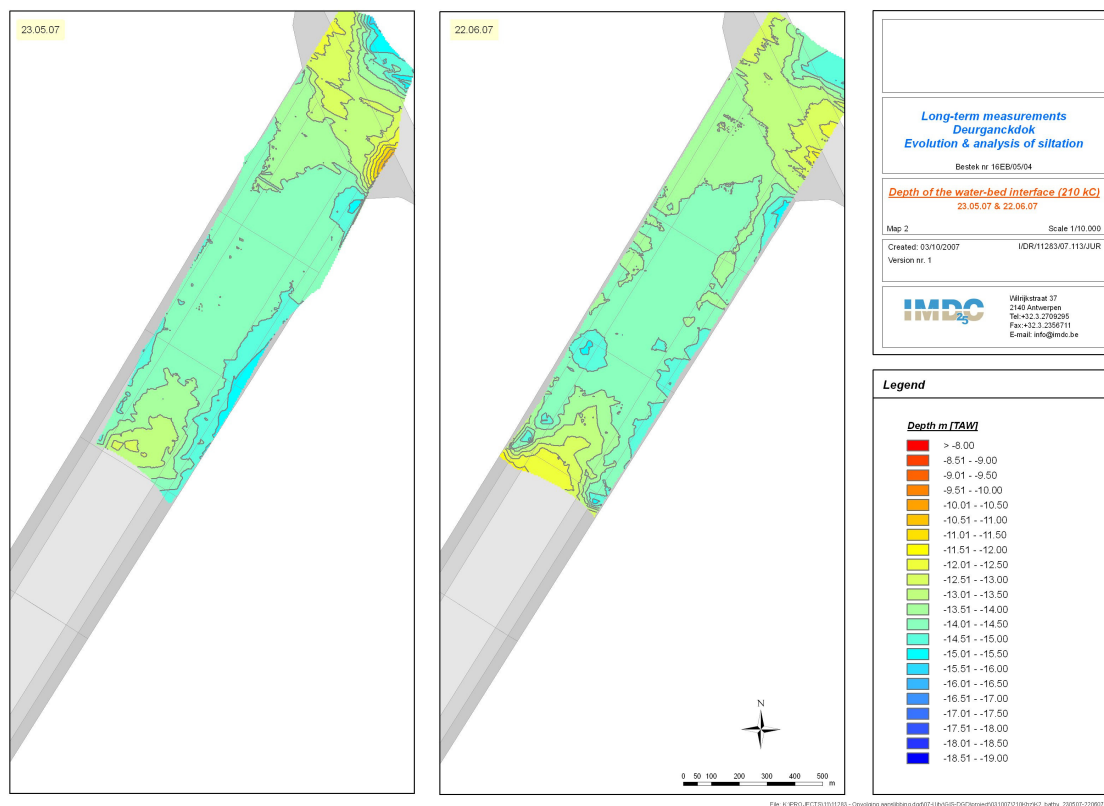 23.05.07
22.06.07
N
0 50 100 200 300 400 500
m
Long-term measurements
Deurganckdok
Evolution & analysis of siltation
Bestek nr 16EB/05/04
Depth of the water-bed interface (210 kC)
23.05.07 & 22.06.07
Map 2 Scale 1/10.000
Created: 03/10/2007 I/DR/11283/07.113/JUR
Version nr. 1
IMDC
25
Wilrijkstraat 37
2140 Antwerpen
Tel:+32.3.2709295
Fax:+32.3.2356711
E-mail: info@imdc.be
Legend
Depth m [TAW]
> -8.00
-8.51 - -9.00
-9.01 - -9.50
-9.51 - -10.00
-10.01 - -10.50
-10.51 - -11.00
-11.01 - -11.50
-11.51 - -12.00
-12.01 - -12.50
-12.51 - -13.00
-13.01 - -13.50
-13.51 - -14.00
-14.01 - -14.50
-14.51 - -15.00
-15.01 - -15.50
-15.51 - -16.00
-16.01 - -16.50
-16.51 - -17.00
-17.01 - -17.50
-17.51 - -18.00
-18.01 - -18.50
-18.51 - -19.00